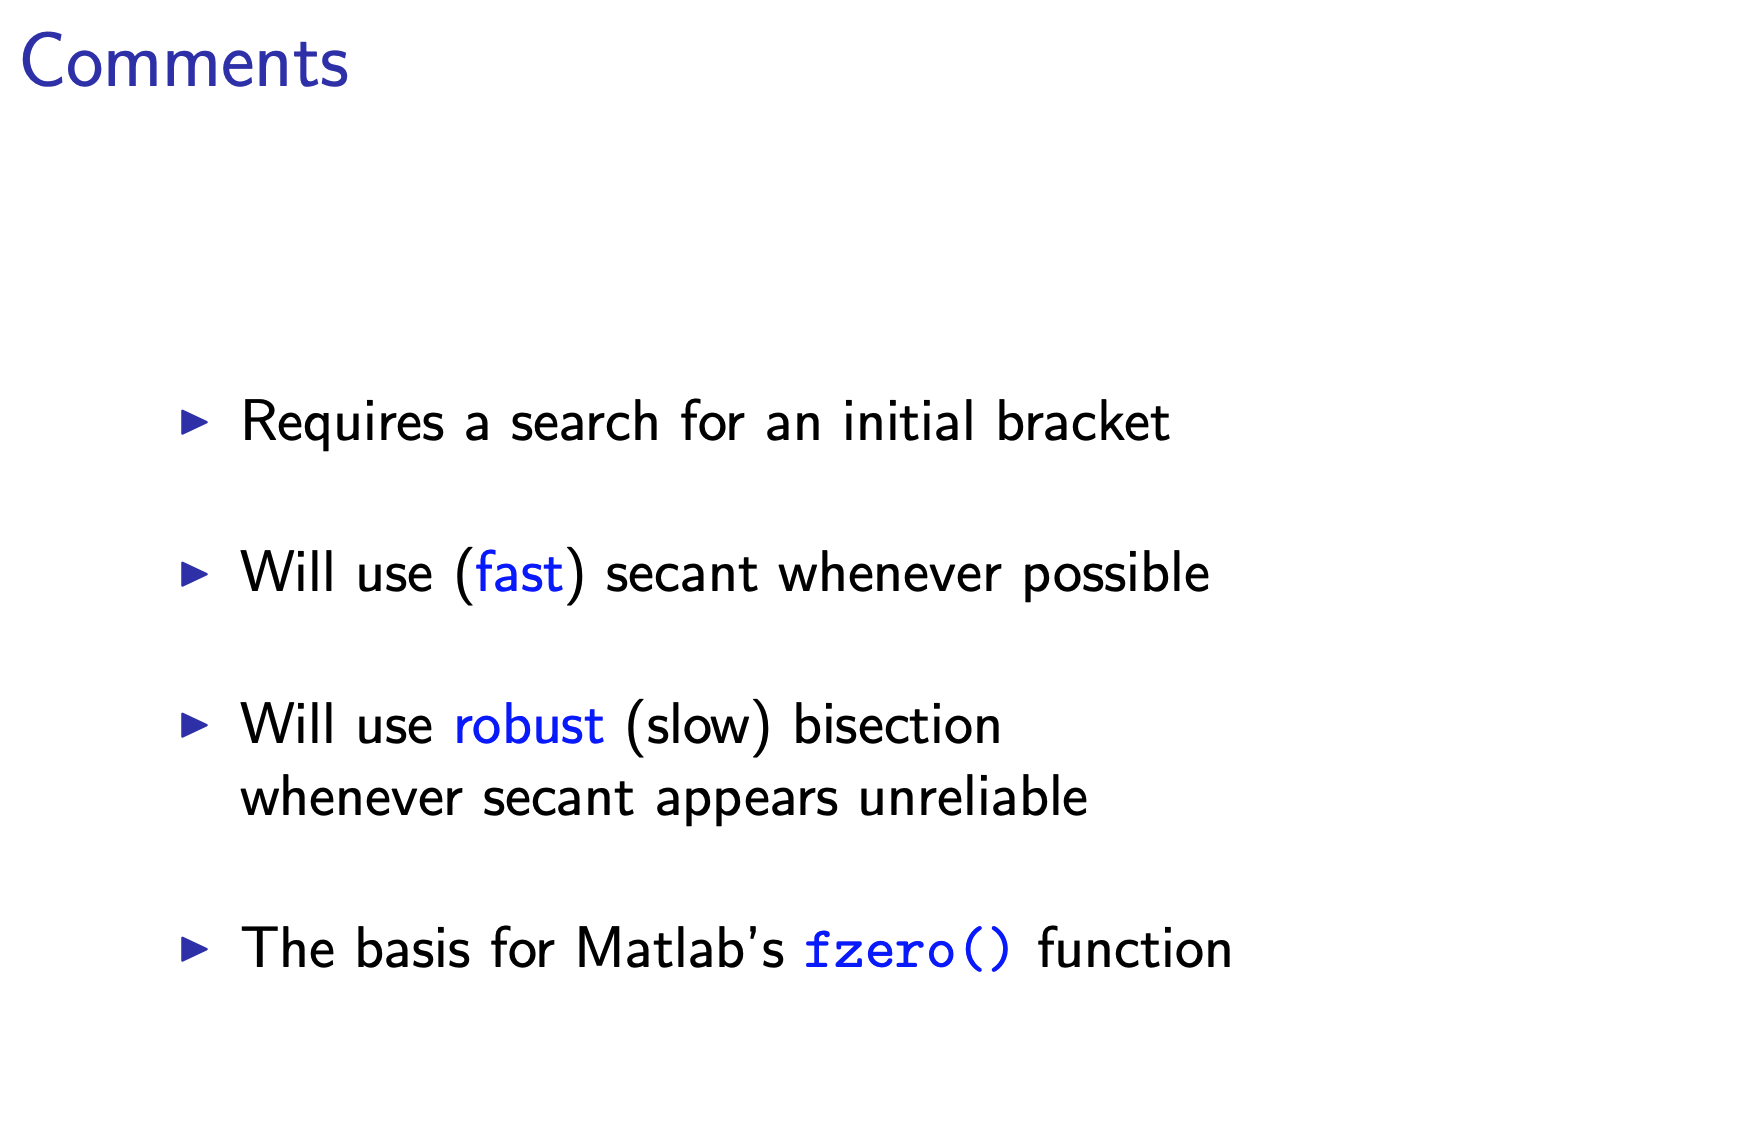 Comments
▶ Requires a search for an initial bracket
▶ Will use (fast) secant whenever possible
▶ Will use robust (slow) bisection
whenever secant appears unreliable
▶ The basis for Matlab's fzero() function